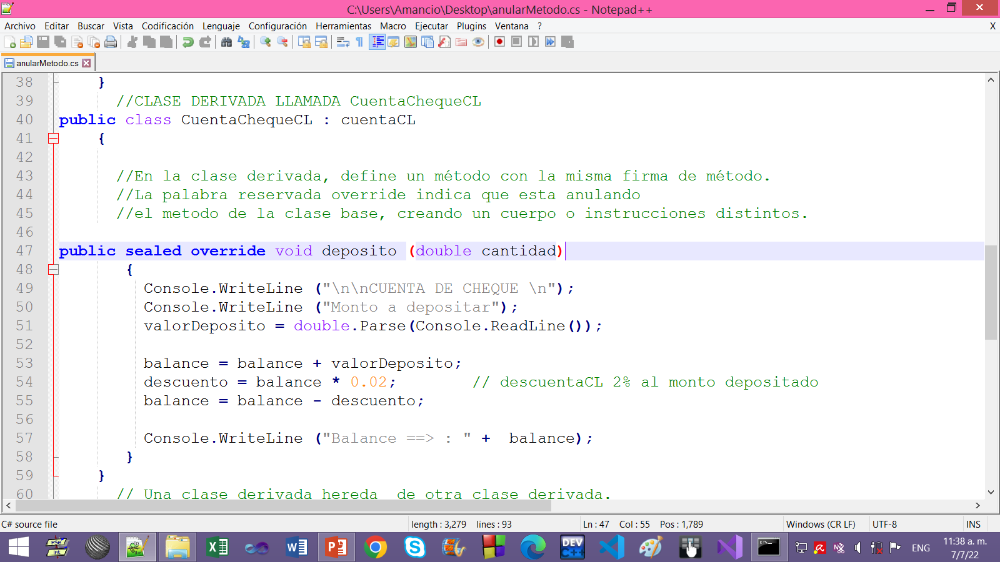 C:\Users\Amancio\Desktop\anularMetodo.cs - Notepad++
Archivo Editar Buscar Vista Codificación Lenguaje Configuración Herramientas Macro Ejecutar Plugins Ventana ? X
anularMetodo.cs
38 }
39 //CLASE DERIVADA LLAMADA CuentaChequeCL
40 public class CuentaChequeCL : cuentaCL
41 {
42
43 //En la clase derivada, define un método con la misma firma de método.
44 //La palabra reservada override indica que esta anulando
45 //el metodo de la clase base, creando un cuerpo o instrucciones distintos.
46
47 public sealed override void deposito (double cantidad)
48 {
49 Console.WriteLine ("\n\nCUENTA DE CHEQUE \n");
50 Console.WriteLine ("Monto a depositar");
51 valorDeposito = double.Parse(Console.ReadLine());
52
53 balance = balance + valorDeposito;
54 descuento = balance * 0.02; // descuentaCL 2% al monto depositado
55 balance = balance - descuento;
56
57 Console.WriteLine ("Balance ==> : " + balance);
58 }
59 }
60 // Una clase derivada hereda de otra clase derivada.
C# source file length : 3,279 lines : 93 Ln : 47 Col : 55 Pos : 1,789 Windows (CR LF) UTF-8 INS
PSe Int DEV C++ ENG 11:38 a. m.
7/7/22